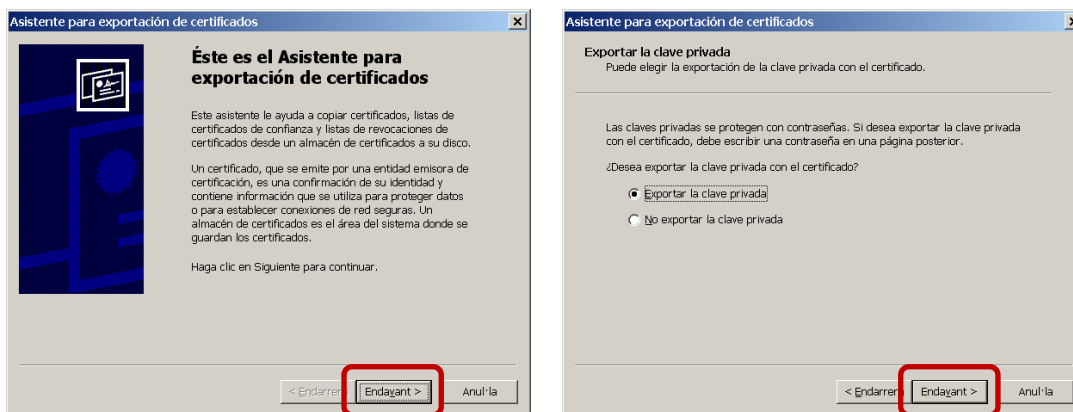 Asistente para exportación de certificados
Éste es el Asistente para
exportación de certificados
Este asistente le ayuda a copiar certificados, listas de
certificados de confianza y listas de revocaciones de
certificados desde un almacén de certificados a su disco.
Un certificado, que se emite por una entidad emisora de
certificación, es una confirmación de su identidad y
contiene información que se utiliza para proteger datos
o para establecer conexiones de red seguras. Un
almacén de certificados es el área del sistema donde se
guardan los certificados.
Haga clic en Siguiente para continuar.
< Endarrer
Endavant >
Anul·la
Asistente para exportación de certificados
Exportar la clave privada
Puede elegir la exportación de la clave privada con el certificado.
Las claves privadas se protegen con contraseñas. Si desea exportar la clave privada
con el certificado, debe escribir una contraseña en una página posterior.
¿Desea exportar la clave privada con el certificado?
Exportar la clave privada
No exportar la clave privada
< Endarrer
Endavant >
Anul·la